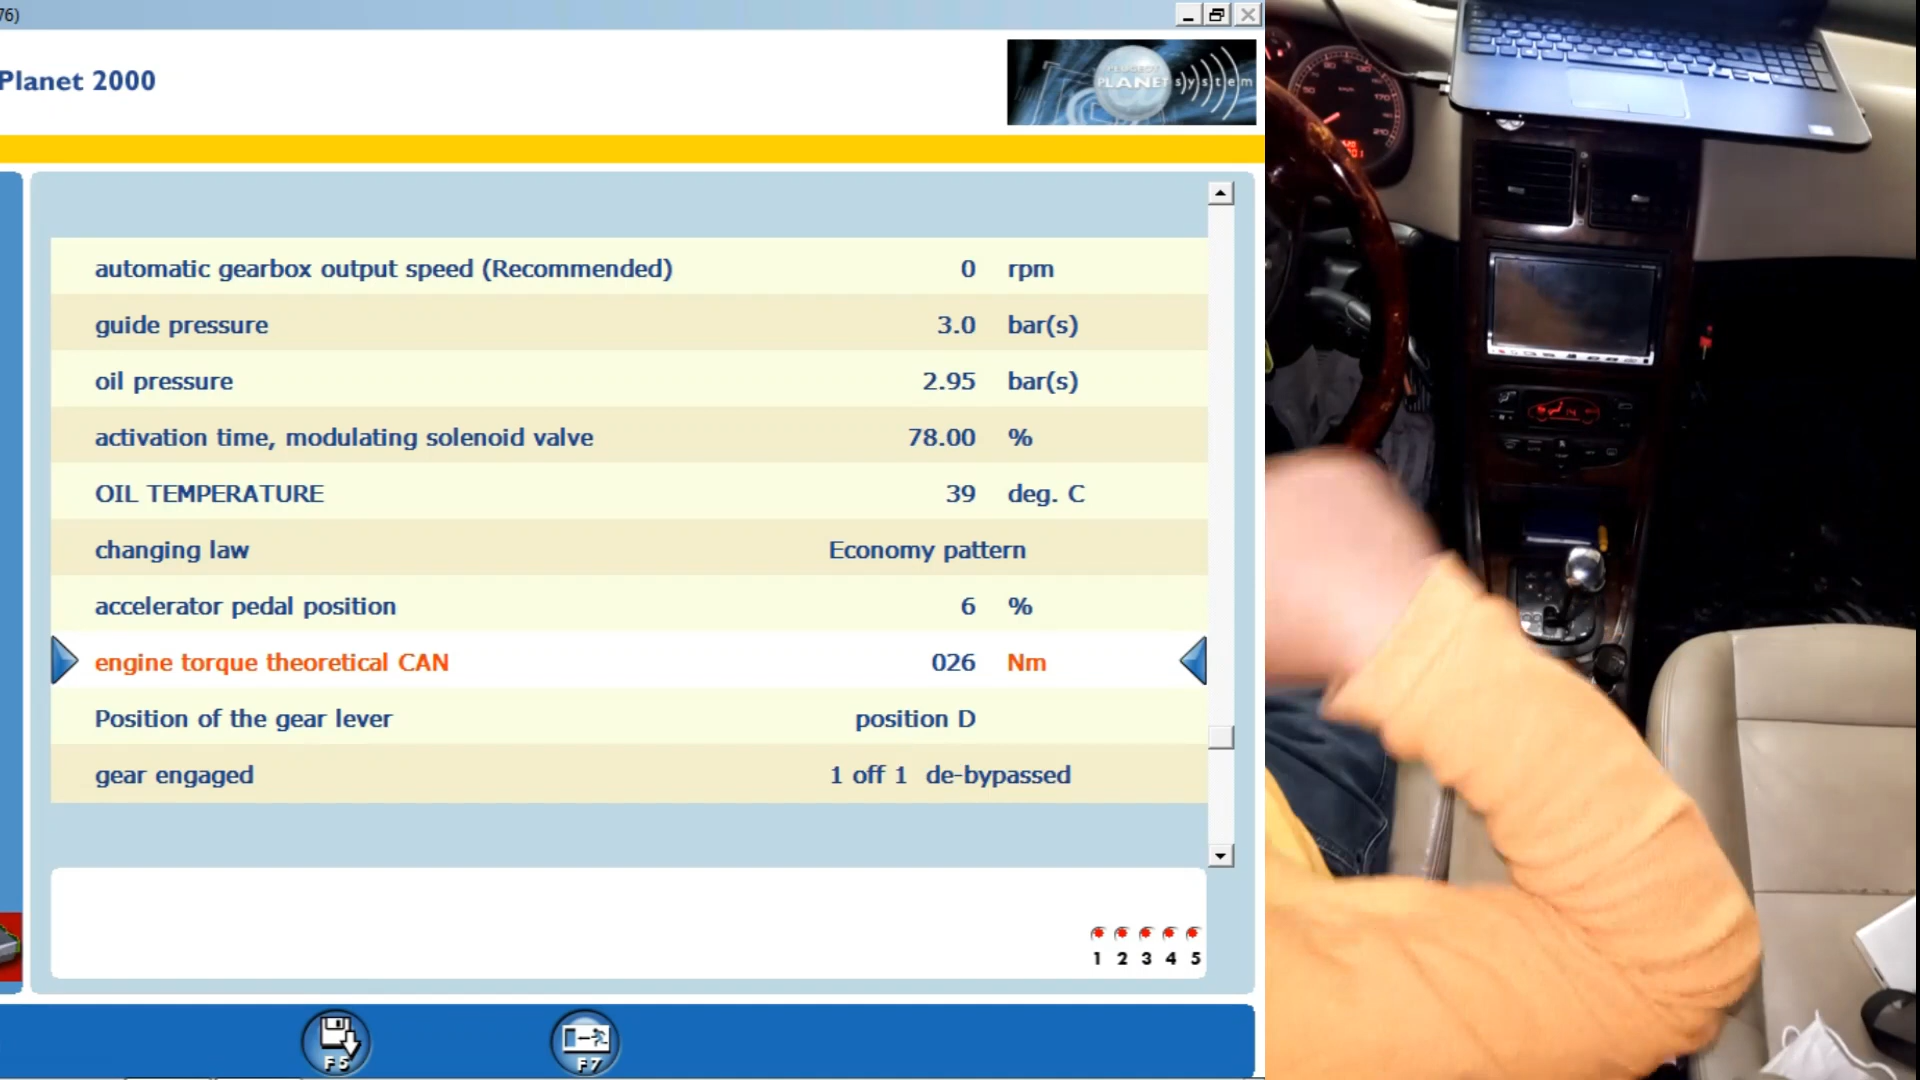 76)
Planet 2000
PEUGEOT
PLANET system
automatic gearbox output speed (Recommended) 0 rpm
guide pressure 3.0 bar(s)
oil pressure 2.95 bar(s)
activation time, modulating solenoid valve 78.00 %
OIL TEMPERATURE 39 deg. C
changing law Economy pattern
accelerator pedal position 6 %
engine torque theoretical CAN 026 Nm
Position of the gear lever position D
gear engaged 1 off 1 de-bypassed
1 2 3 4 5
F5
F7